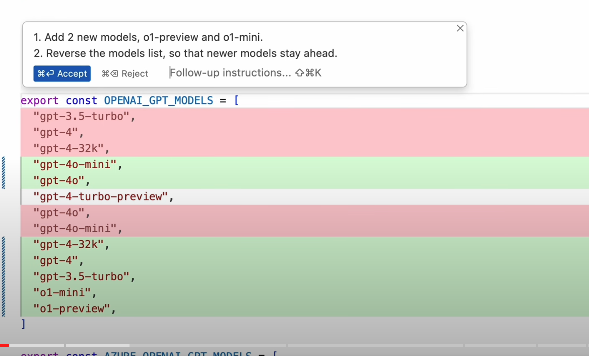 1. Add 2 new models, o1-preview and o1-mini.
2. Reverse the models list, so that newer models stay ahead.
⌘⏎ Accept ⌘⌫ Reject Follow-up instructions... ⇧⌘K
export const OPENAI_GPT_MODELS = [
"gpt-3.5-turbo",
"gpt-4",
"gpt-4-32k",
"gpt-4o-mini",
"gpt-4o",
"gpt-4-turbo-preview",
"gpt-4o",
"gpt-4o-mini",
"gpt-4-32k",
"gpt-4",
"gpt-3.5-turbo",
"o1-mini",
"o1-preview",
]
export const AZURE_OPENAI_GPT_MODELS = [